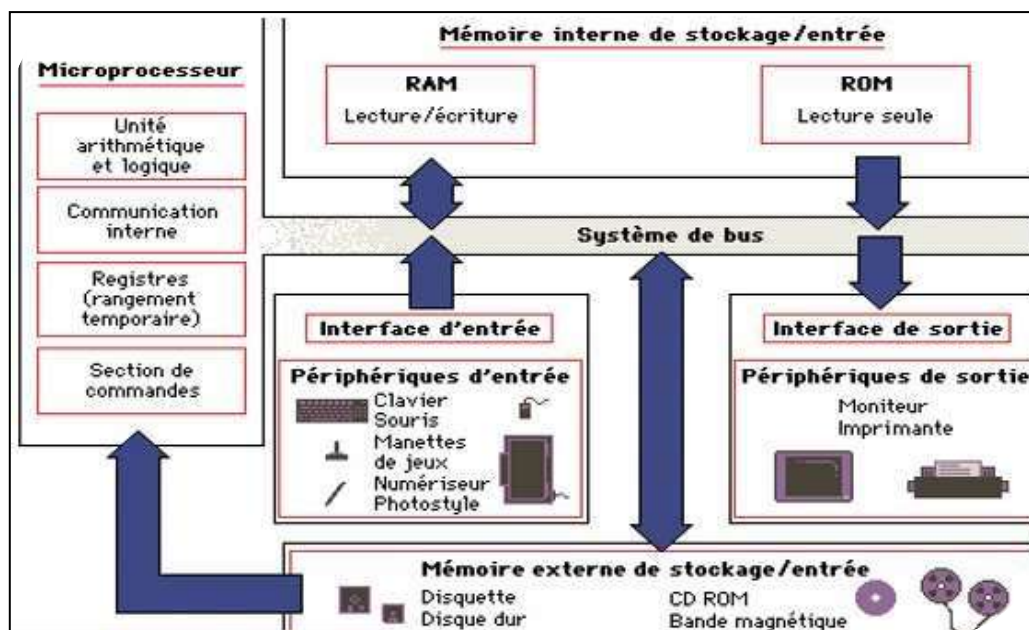 Microprocesseur
Unité
arithmétique
et logique
Communication
interne
Registres
(rangement
temporaire)
Section de
commandes
Mémoire interne de stockage/entrée
RAM
Lecture/écriture
ROM
Lecture seule
Système de bus
Interface d'entrée
Périphériques d'entrée
Clavier
Souris
Manettes
de jeux
Numériseur
Photostyle
Interface de sortie
Périphériques de sortie
Moniteur
Imprimante
Mémoire externe de stockage/entrée
Disquette
Disque dur
CD ROM
Bande magnétique